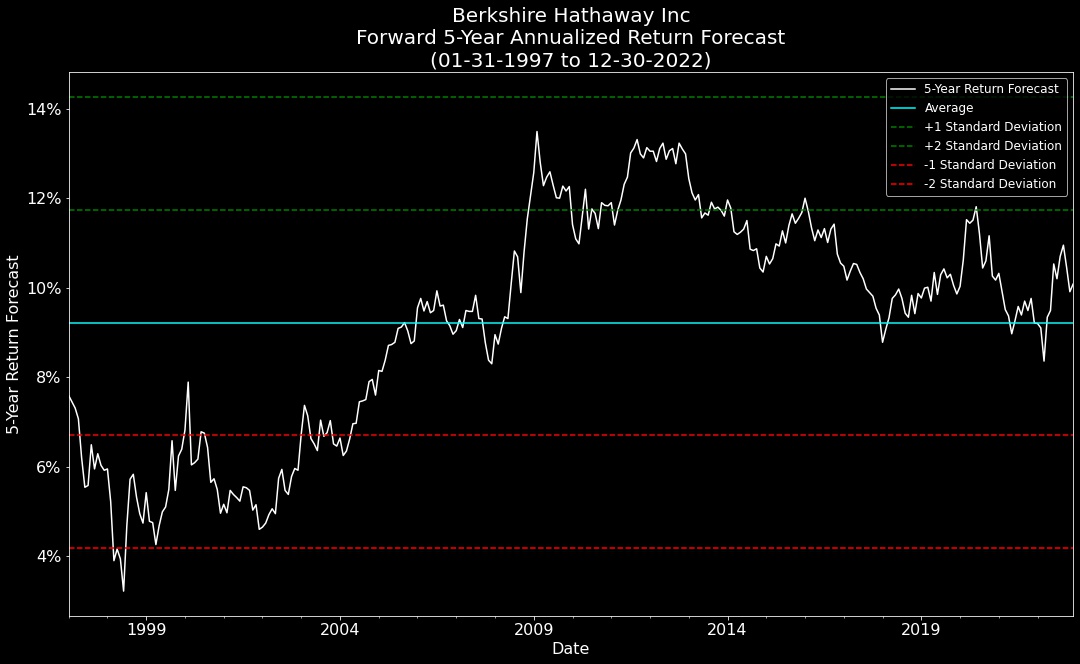 Berkshire Hathaway Inc
Forward 5-Year Annualized Return Forecast
(01-31-1997 to 12-30-2022)
5-Year Return Forecast
Average
+1 Standard Deviation
+2 Standard Deviation
-1 Standard Deviation
-2 Standard Deviation
14%
12%
10%
8%
6%
4%
5-Year Return Forecast
1999
2004
2009
2014
2019
Date